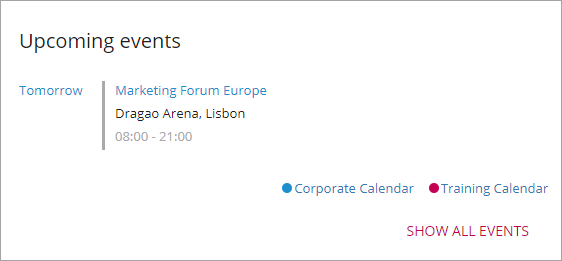 Upcoming events
Tomorrow
Marketing Forum Europe
Dragao Arena, Lisbon
08:00 - 21:00
Corporate Calendar Training Calendar
SHOW ALL EVENTS